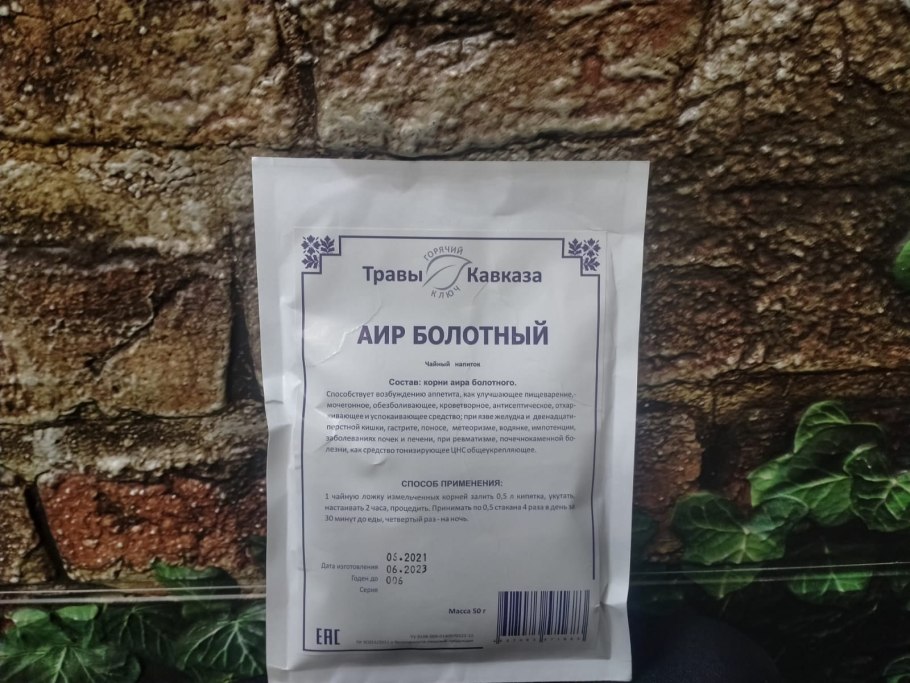 ГОРЯЧИЙ
Травы Кавказа
КЛЮЧ
АИР БОЛОТНЫЙ
Чайный напиток
Состав: корни аира болотного.
Способствует возбуждению аппетита, как улучшающее пищеварение,
мочегонное, обезболивающее, кроветворное, антисептическое, отхар-
кивающее и успокаивающее средство; при язве желудка и двенадцати-
перстной кишки, гастрите, поносе, метеоризме, водянке, импотенции,
заболеваниях почек и печени, при ревматизме, почечнокаменной бо-
лезни, как средство тонизирующее ЦНС общеукрепляющее.
СПОСОБ ПРИМЕНЕНИЯ:
1 чайную ложку измельченных корней залить 0,5 л кипятка, укутать,
настаивать 2 часа, процедить. Принимать по 0,5 стакана 4 раза в день за
30 минут до еды, четвертый раз - на ночь.
05.2021
Дата изготовления 06.2023
Годен до 006
Серия
Масса 50 г
EAC